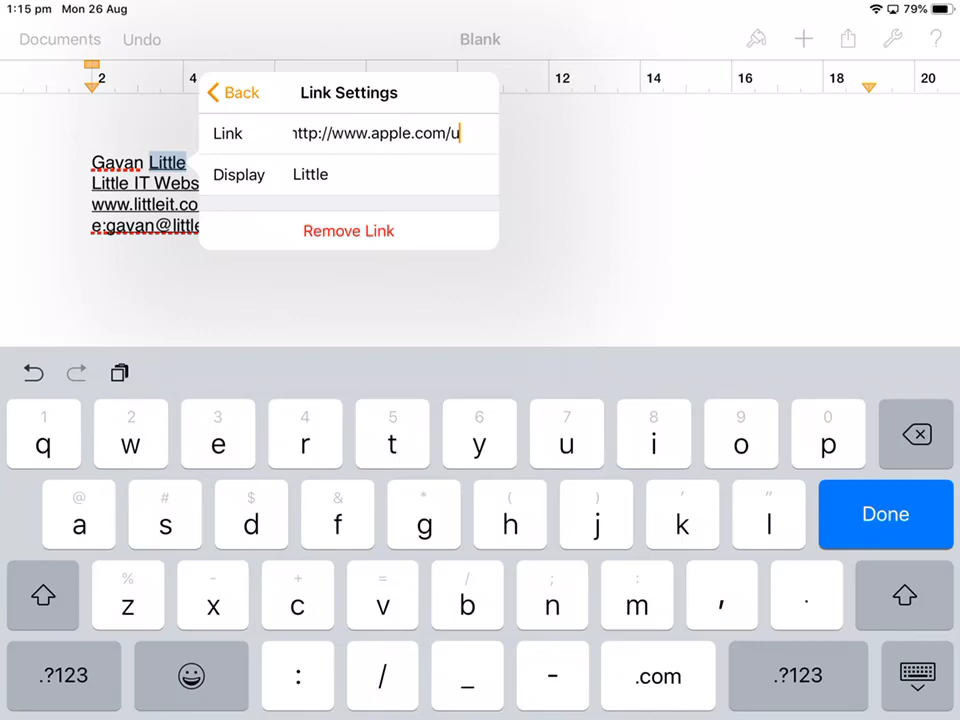 1:15 pm Mon 26 Aug 79%
Documents Undo Blank ?
2 4 12 14 16 18 20
Back Link Settings
Link http://www.apple.com/u
Display Little
Remove Link
Gavan Little
Little IT Webs
www.littleit.co
e:gavan@little
1 2 3 4 5 6 7 8 9 0
q w e r t y u i o p
@ # $ & * ( ) ' "
a s d f g h j k l Done
% - + = / ; :
z x c v b n m , .
.?123 : / _ - .com .?123